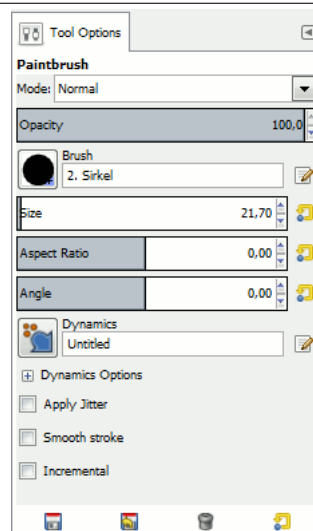 Tool Options
Paintbrush
Mode: Normal
Opacity 100,0
Brush
2. Sirkel
Size 21,70
Aspect Ratio 0,00
Angle 0,00
Dynamics
Untitled
Dynamics Options
Apply Jitter
Smooth stroke
Incremental